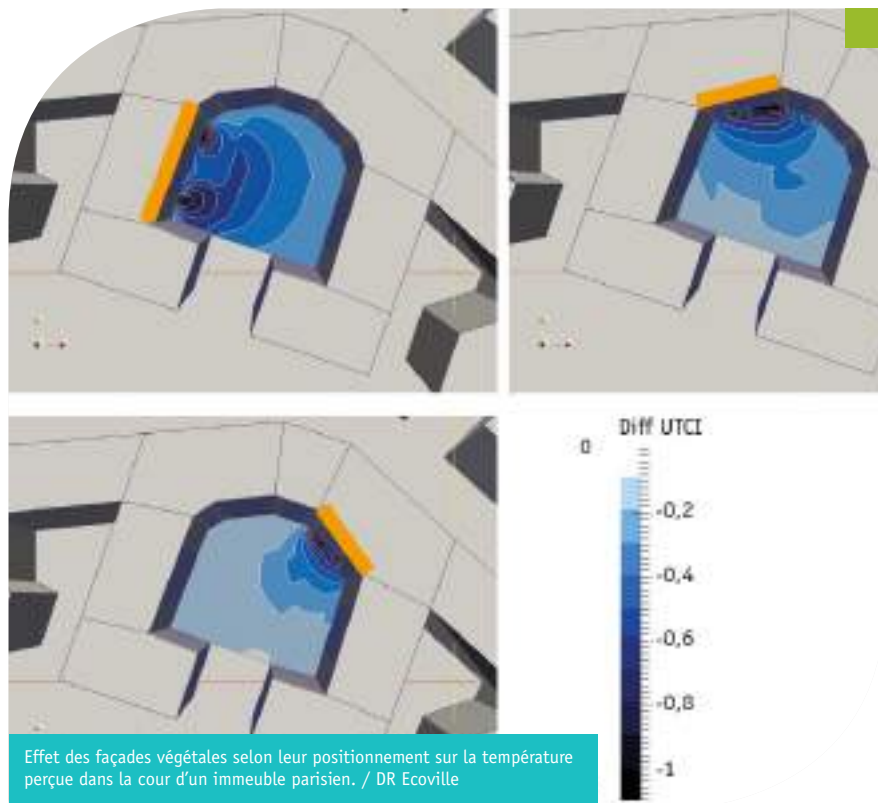 Diff UTCI
0
-0,2
-0,4
-0,6
-0,8
-1
Effet des façades végétales selon leur positionnement sur la température
perçue dans la cour d'un immeuble parisien. / DR Ecoville